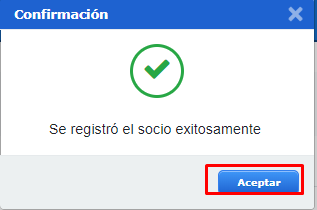 Confirmación
Se registró el socio exitosamente
Aceptar